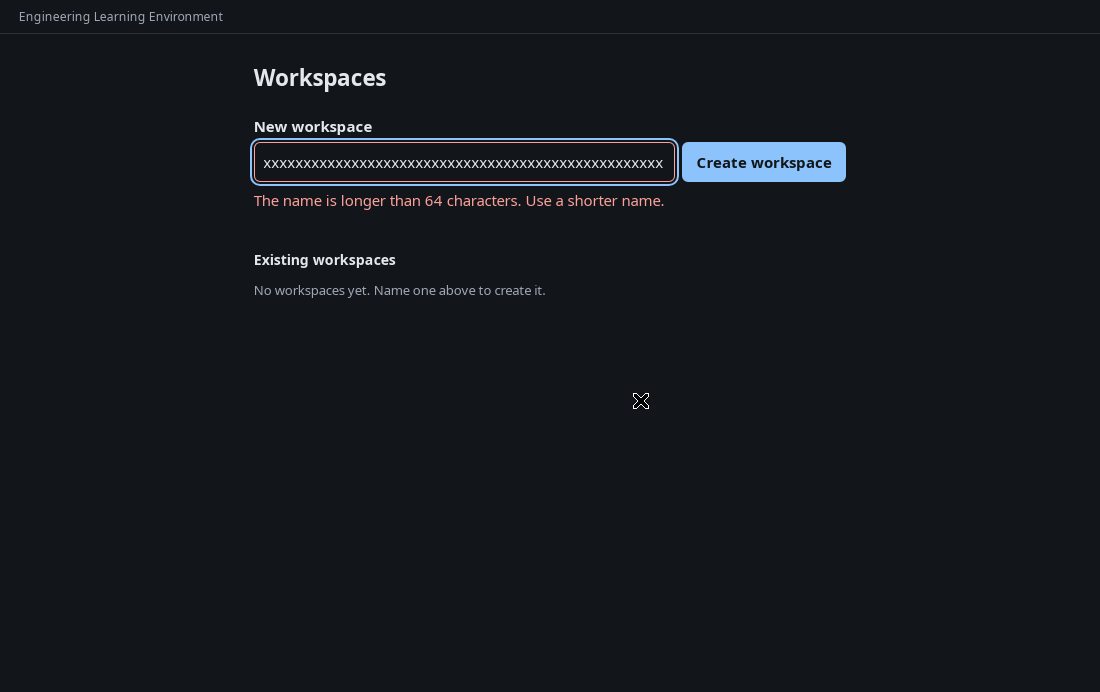 Engineering Learning Environment
Workspaces
New workspace
xxxxxxxxxxxxxxxxxxxxxxxxxxxxxxxxxxxxxxxxxxxxxxxxxx
Create workspace
The name is longer than 64 characters. Use a shorter name.
Existing workspaces
No workspaces yet. Name one above to create it.